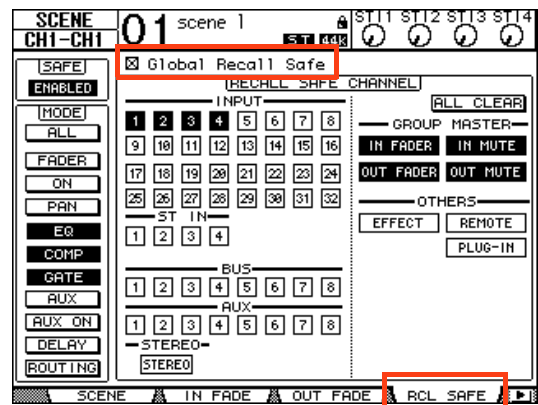 SCENE
CH1-CH1
01 scene 1
ST 44k
STI1 STI2 STI3 STI4
SAFE
ENABLED
MODE
ALL
FADER
ON
PAN
EQ
COMP
GATE
AUX
AUX ON
DELAY
ROUTING
Global Recall Safe
RECALL SAFE CHANNEL
INPUT
1 2 3 4 5 6 7 8
9 10 11 12 13 14 15 16
17 18 19 20 21 22 23 24
25 26 27 28 29 30 31 32
ST IN
1 2 3 4
BUS
1 2 3 4 5 6 7 8
AUX
1 2 3 4 5 6 7 8
STEREO
STEREO
ALL CLEAR
GROUP MASTER
IN FADER IN MUTE
OUT FADER OUT MUTE
OTHERS
EFFECT REMOTE
PLUG-IN
SCENE IN FADE OUT FADE RCL SAFE